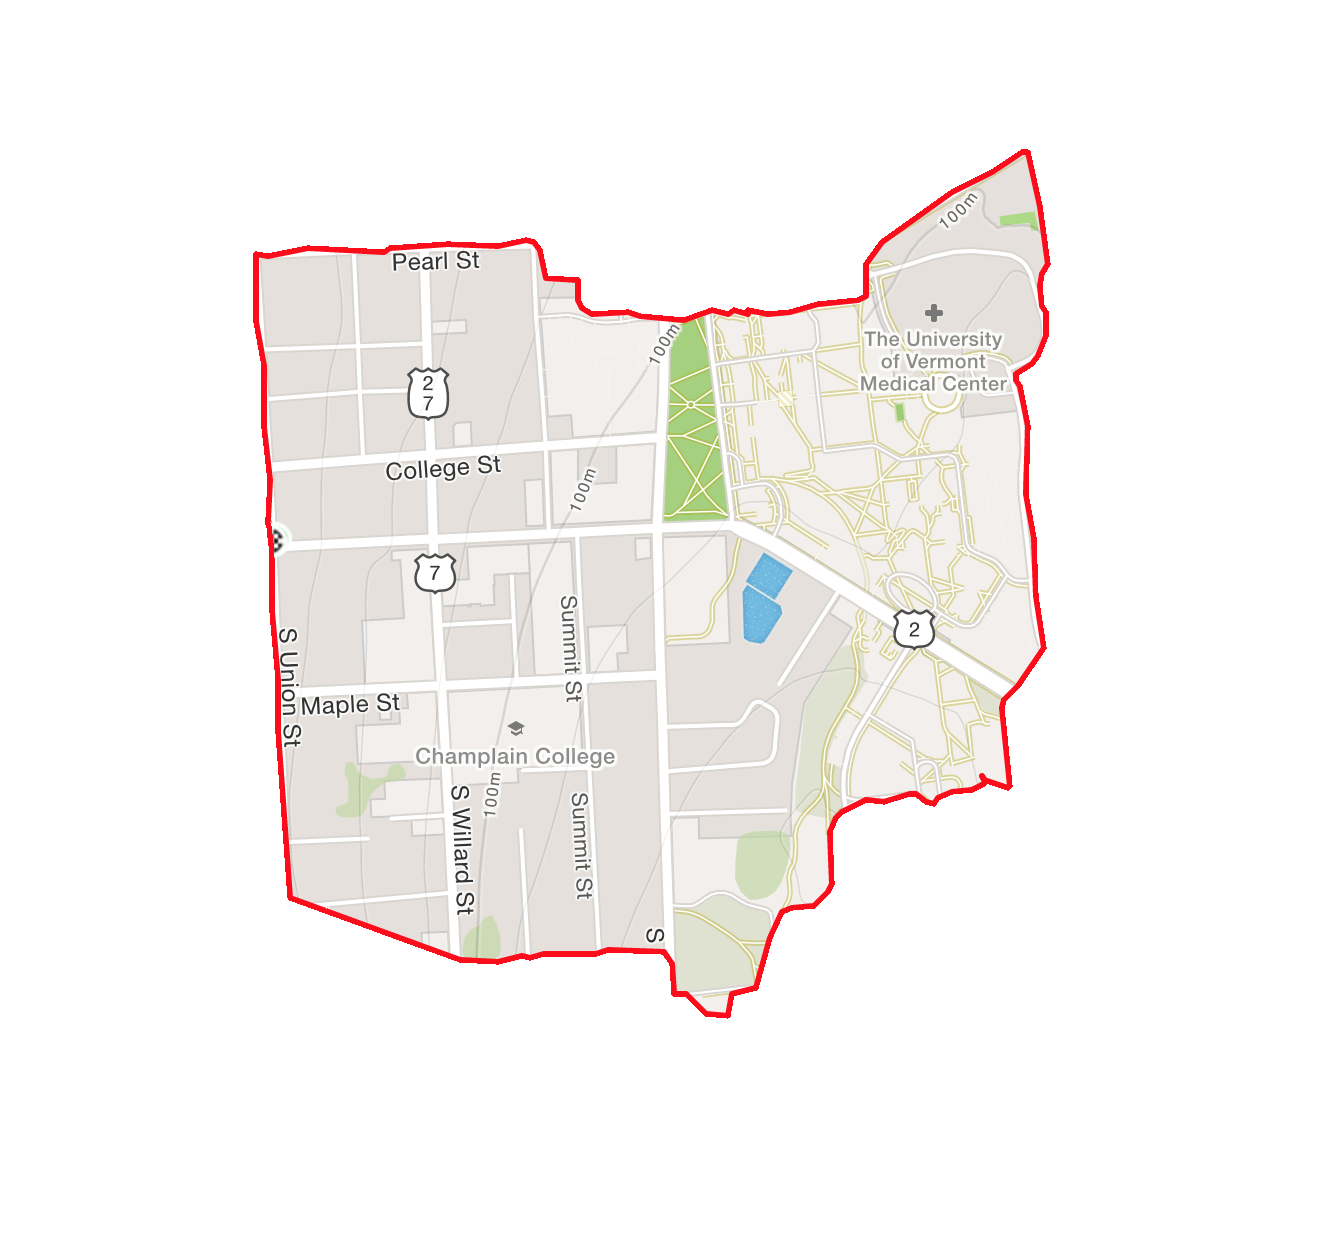 100m
Pearl St
The University
of Vermont
Medical Center
100m
2
7
College St
100m
7
Summit St
2
S Union St
Maple St
Champlain College
100m
S Willard St
Summit St
S